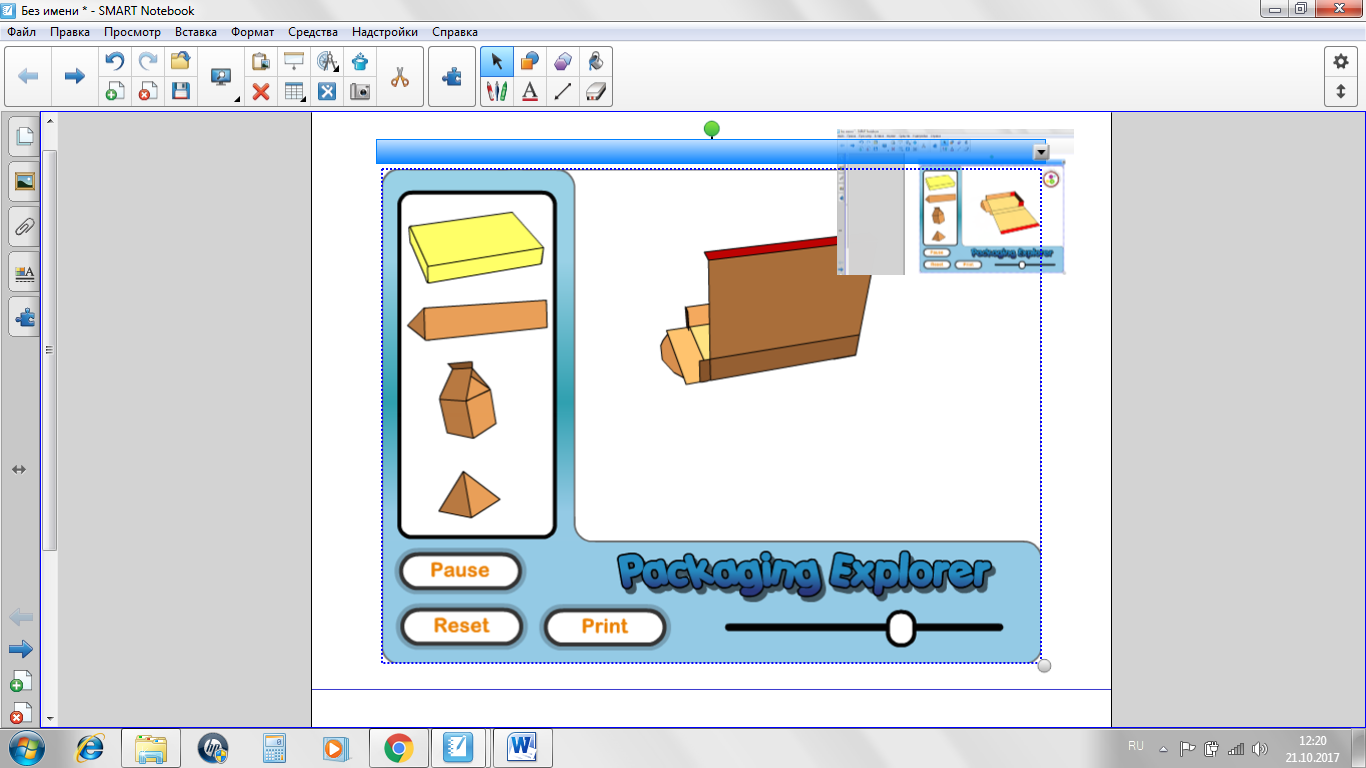 Без имени * - SMART Notebook
Файл Правка Просмотр Вставка Формат Средства Надстройки Справка
Pause
Packaging Explorer
Reset Print
RU
12:20
21.10.2017